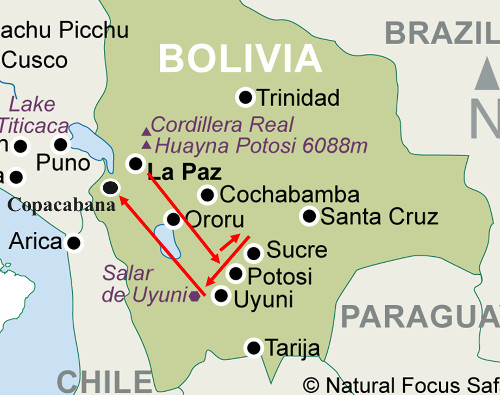 achu Picchu
Cusco
BOLIVIA
BRAZIL
N
Trinidad
Lake
Titicaca
Cordillera Real
Huayna Potosi 6088m
n
Puno
La Paz
a
Copacabana
Cochabamba
Oruru
Santa Cruz
Arica
Sucre
Salar
de Uyuni
Potosi
Uyuni
PARAGUA
Tarija
CHILE
© Natural Focus Saf